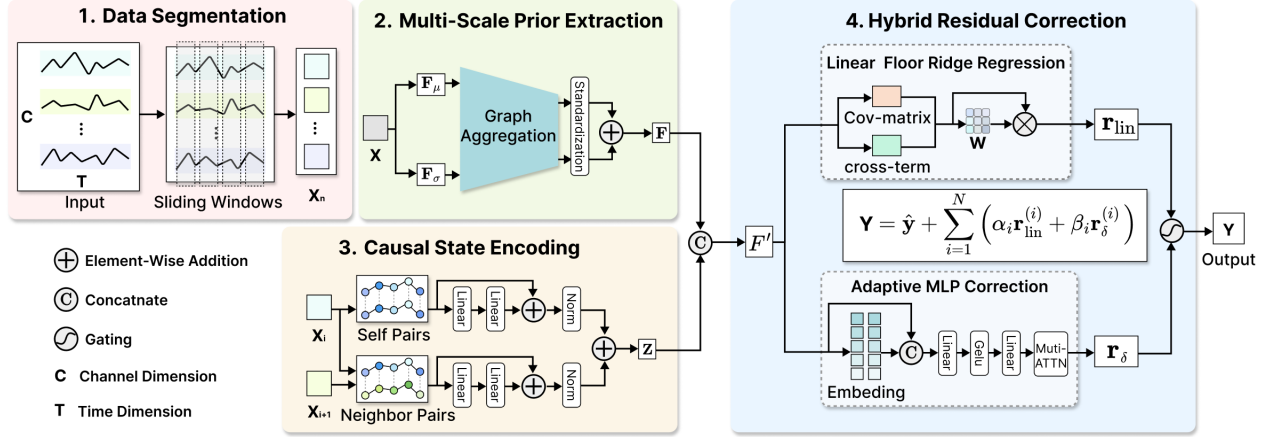 1. Data Segmentation
C
⋮
T
Input
⋮
Sliding Windows
⋮
Xn
2. Multi-Scale Prior Extraction
X
Fμ
Fσ
Graph
Aggregation
Standardization
F
Element-Wise Addition
C Concatnate
Gating
C Channel Dimension
T Time Dimension
3. Causal State Encoding
Xi
Self Pairs
Linear
Linear
Norm
Xi+1
Neighbor Pairs
Linear
Linear
Norm
Z
C
F′
4. Hybrid Residual Correction
Linear Floor Ridge Regression
Cov-matrix
cross-term
W
rlin
Y = ŷ + ∑_{i=1}^{N} (αi rlin^(i) + βi rδ^(i))
Y
Output
Adaptive MLP Correction
Embeding
C
Linear
Gelu
Linear
Muti-
ATTN
rδ